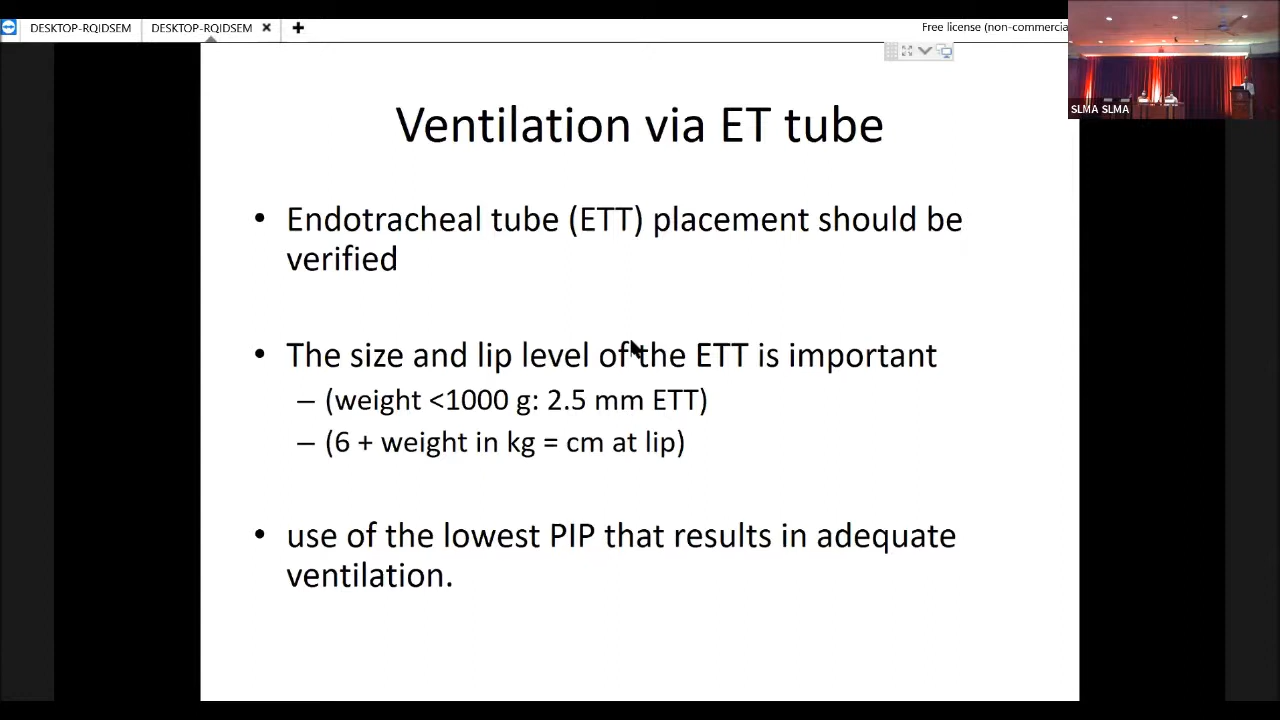 DESKTOP-RQIDSEM
DESKTOP-RQIDSEM
Free license (non-commercia
SLMA SLMA
Ventilation via ET tube
• Endotracheal tube (ETT) placement should be
verified
• The size and lip level of the ETT is important
– (weight <1000 g: 2.5 mm ETT)
– (6 + weight in kg = cm at lip)
• use of the lowest PIP that results in adequate
ventilation.